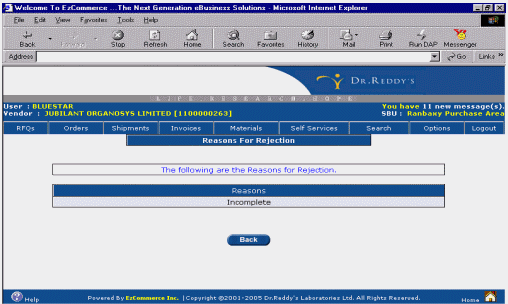 Welcome To EzCommerce ...The Next Generation eBusiness Solutions - Microsoft Internet Explorer
File Edit View Favorites Tools Help
Back Forward Stop Refresh Home Search Favorites History Mail Print Run DAP Messenger
Address Go Links »
DR.REDDY'S
LIFE. RESEARCH. HOPE
User : BLUESTAR You have 11 new message(s).
Vendor : JUBILANT ORGANOSYS LIMITED [1100000263] SBU : Ranbaxy Purchase Area
RFQs Orders Shipments Invoices Materials Self Services Search Options Logout
Reasons For Rejection
The following are the Reasons for Rejection.
Reasons
Incomplete
Back
Help Powered By EzCommerce Inc. | Copyright @2001-2005 Dr.Reddy's Laboratories Ltd. All Rights Reserved. Home